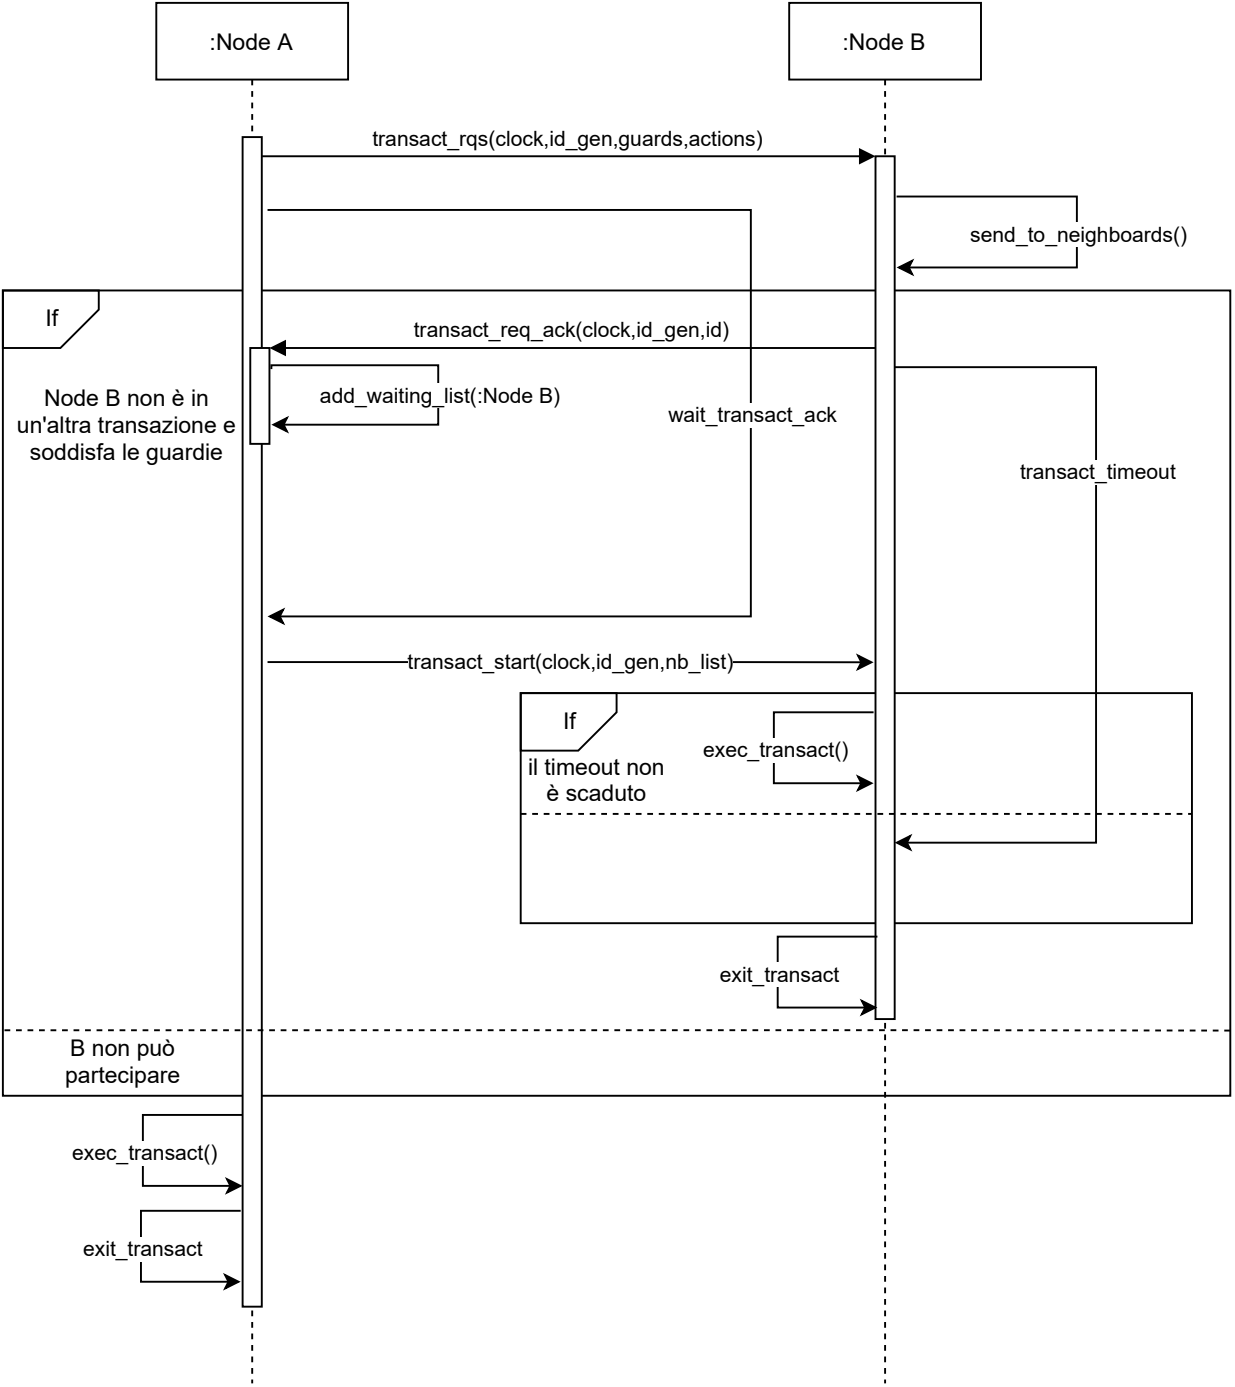 :Node A
:Node B
transact_rqs(clock,id_gen,guards,actions)
send_to_neighboards()
If
transact_req_ack(clock,id_gen,id)
Node B non è in
un'altra transazione e
soddisfa le guardie
add_waiting_list(:Node B)
wait_transact_ack
transact_timeout
transact_start(clock,id_gen,nb_list)
If
il timeout non
è scaduto
exec_transact()
exit_transact
B non può
partecipare
exec_transact()
exit_transact